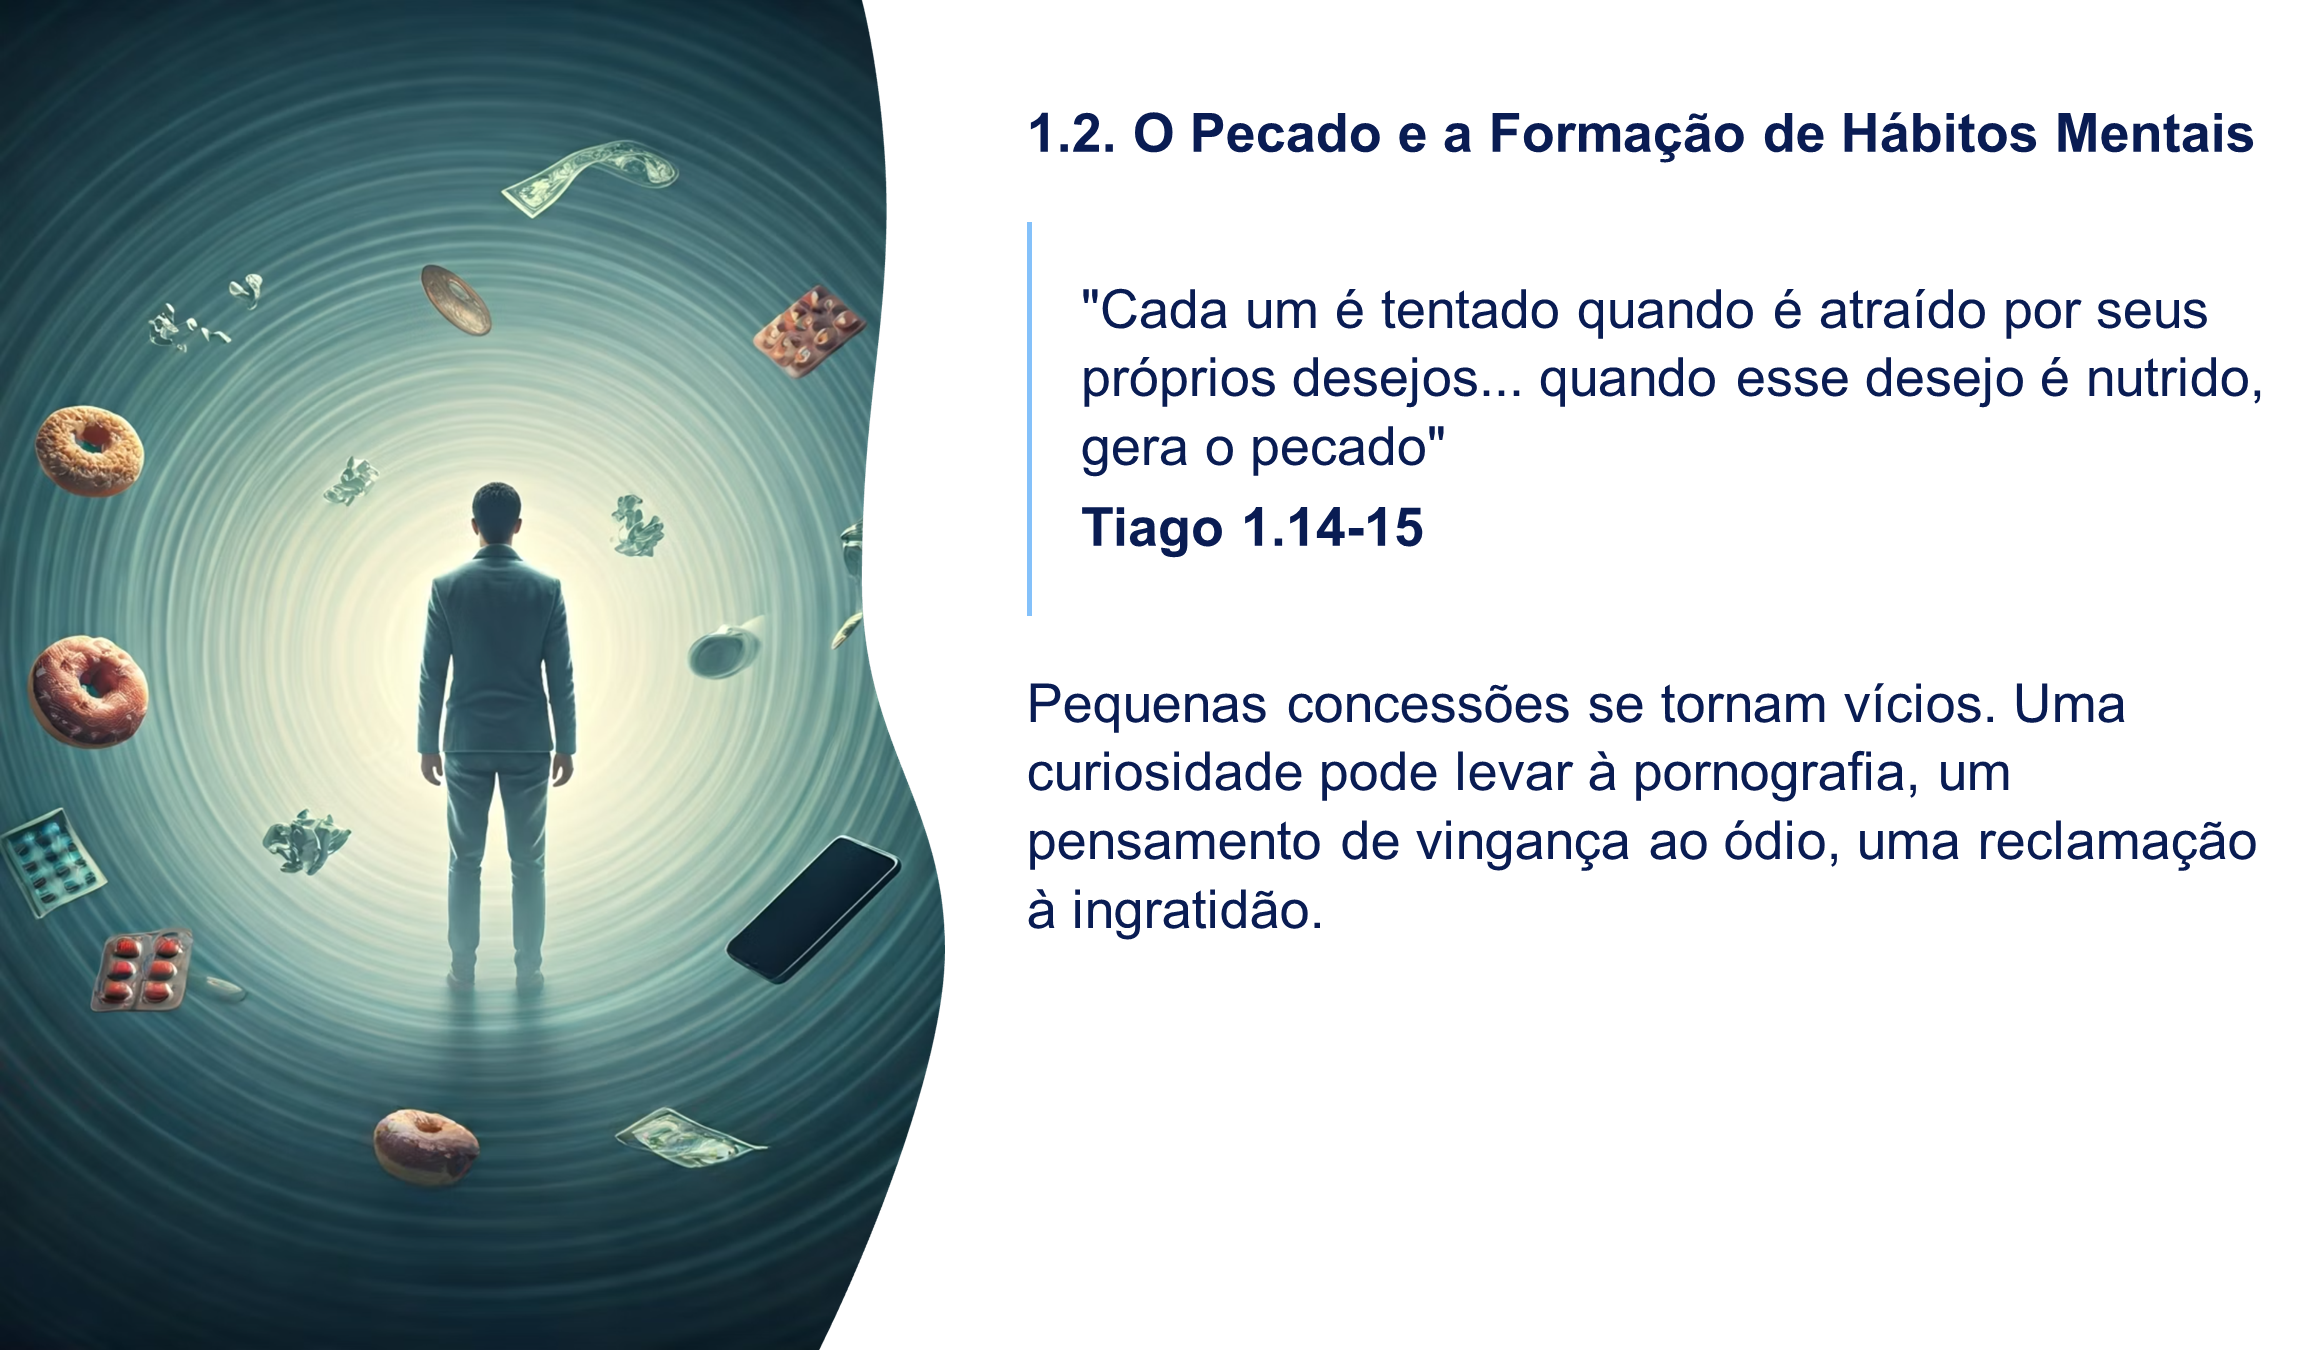 1.2. O Pecado e a Formação de Hábitos Mentais
"Cada um é tentado quando é atraído por seus
próprios desejos... quando esse desejo é nutrido,
gera o pecado"
Tiago 1.14-15
Pequenas concessões se tornam vícios. Uma
curiosidade pode levar à pornografia, um
pensamento de vingança ao ódio, uma reclamação
à ingratidão.